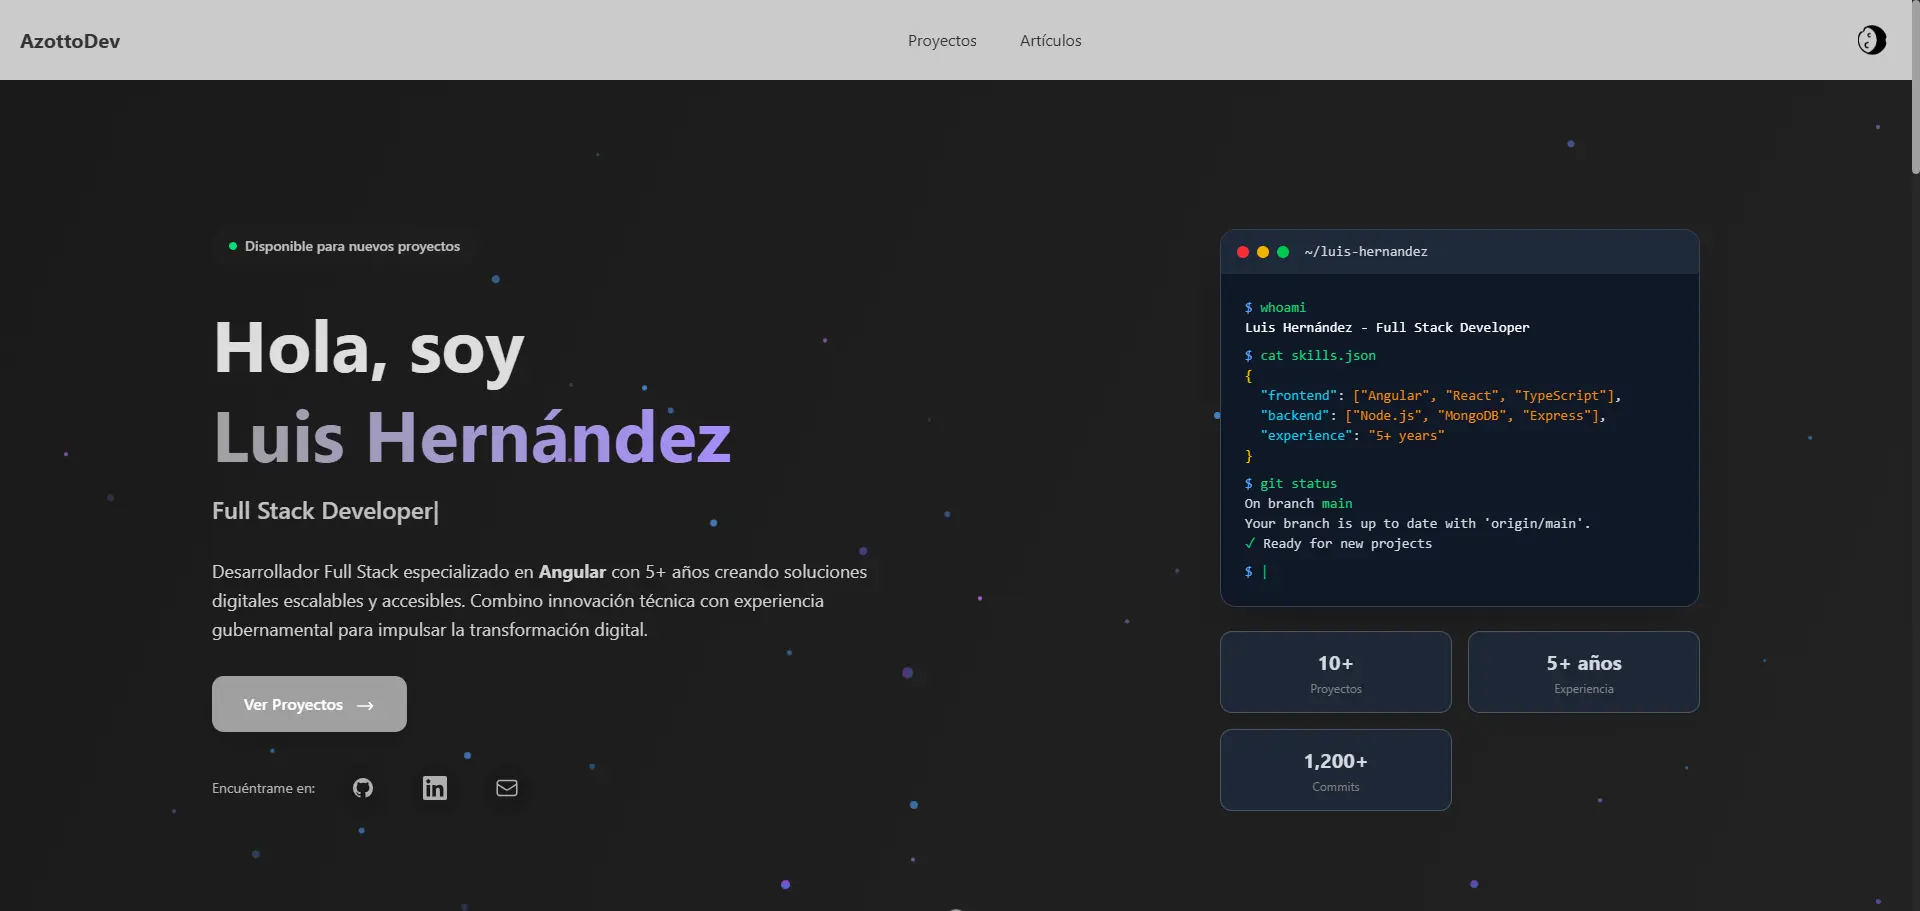 AzottoDev
Proyectos
Artículos
Disponible para nuevos proyectos
Hola, soy
Luis Hernández
Full Stack Developer|
Desarrollador Full Stack especializado en Angular con 5+ años creando soluciones
digitales escalables y accesibles. Combino innovación técnica con experiencia
gubernamental para impulsar la transformación digital.
Ver Proyectos →
Encuéntrame en:
~/luis-hernandez
$ whoami
Luis Hernández - Full Stack Developer
$ cat skills.json
{
"frontend": ["Angular", "React", "TypeScript"],
"backend": ["Node.js", "MongoDB", "Express"],
"experience": "5+ years"
}
$ git status
On branch main
Your branch is up to date with 'origin/main'.
✓ Ready for new projects
$ |
10+
Proyectos
5+ años
Experiencia
1,200+
Commits